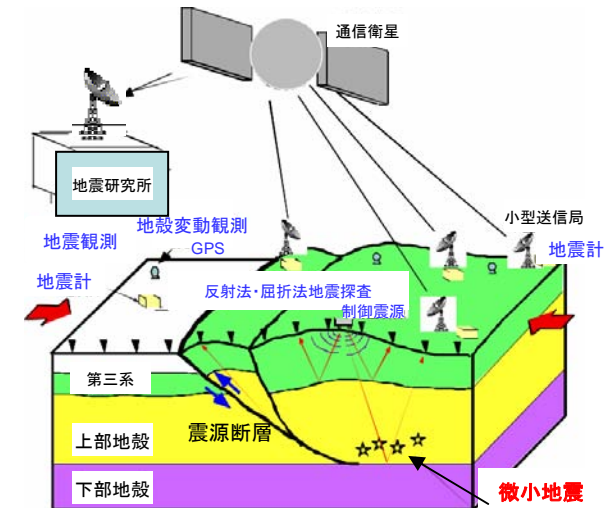 通信衛星
地震研究所
小型送信局
地殻変動観測
GPS
地震観測
地震計
地震計
反射法・屈折法地震探査
制御震源
第三系
上部地殻
震源断層
下部地殻
微小地震